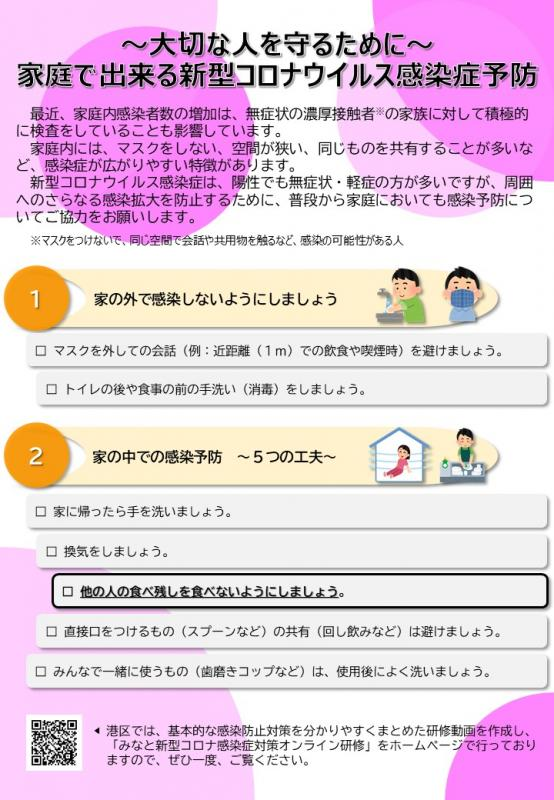 ～大切な人を守るために～
家庭で出来る新型コロナウイルス感染症予防
最近、家庭内感染者数の増加は、無症状の濃厚接触者※の家族に対して積極的
に検査をしていることも影響しています。
家庭内には、マスクをしない、空間が狭い、同じものを共有することが多いな
ど、感染症が広がりやすい特徴があります。
新型コロナウイルス感染症は、陽性でも無症状・軽症の方が多いですが、周囲
へのさらなる感染拡大を防止するために、普段から家庭においても感染予防につ
いてご協力をお願いします。
※マスクをつけないで、同じ空間で会話や共用物を触るなど、感染の可能性がある人
1 家の外で感染しないようにしましょう
□ マスクを外しての会話（例：近距離（１ｍ）での飲食や喫煙時）を避けましょう。
□ トイレの後や食事の前の手洗い（消毒）をしましょう。
2 家の中での感染予防 ～５つの工夫～
□ 家に帰ったら手を洗いましょう。
□ 換気をしましょう。
□ 他の人の食べ残しを食べないようにしましょう。
□ 直接口をつけるもの（スプーンなど）の共有（回し飲みなど）は避けましょう。
□ みんなで一緒に使うもの（歯磨きコップなど）は、使用後によく洗いましょう。
港区では、基本的な感染防止対策を分かりやすくまとめた研修動画を作成し、
「みなと新型コロナ感染症対策オンライン研修」をホームページで行っており
ますので、ぜひ一度、ご覧ください。